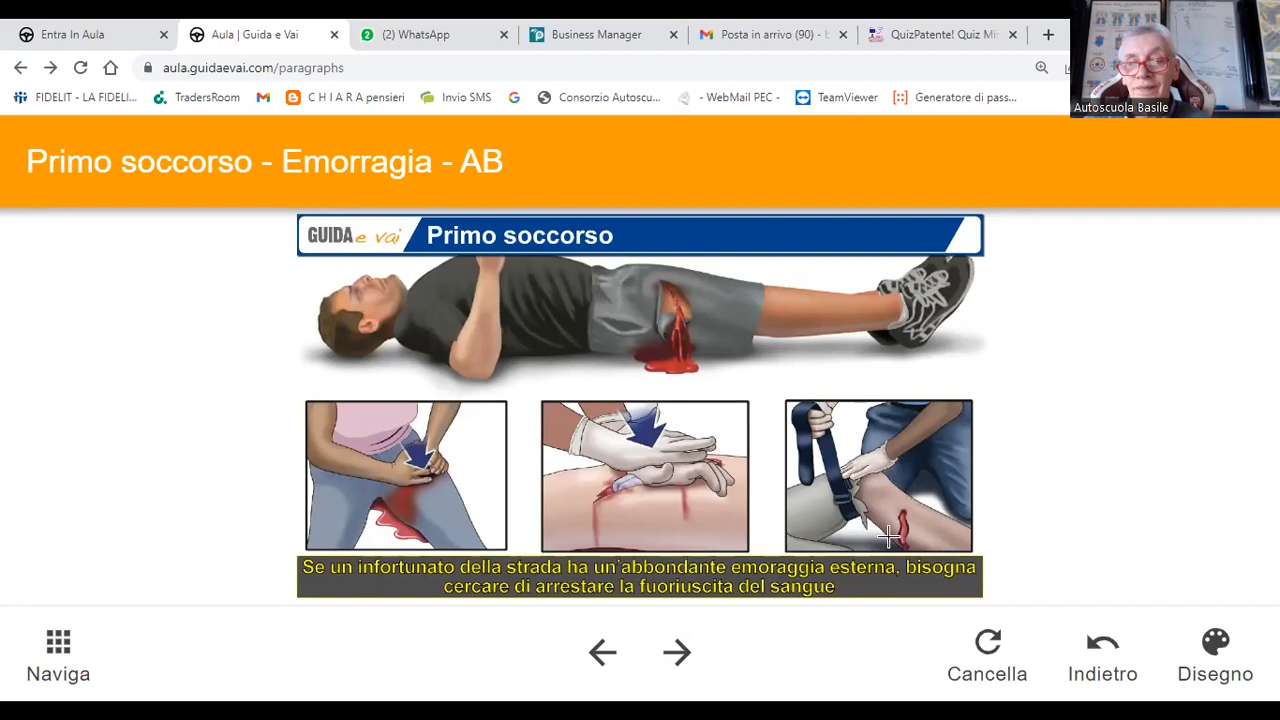 Entra In Aula
Aula | Guida e Vai
(2) WhatsApp
Business Manager
Posta in arrivo (90) - b
QuizPatente! Quiz Mi
aula.guidaevai.com/paragraphs
FIDELIT - LA FIDELI...
TradersRoom
C H I A R A pensieri
Invio SMS
Consorzio Autoscu...
- WebMail PEC -
TeamViewer
Generatore di pass...
Autoscuola Basile
Primo soccorso - Emorragia - AB
GUIDA e vai
Primo soccorso
Se un infortunato della strada ha un'abbondante emoraggia esterna, bisogna
cercare di arrestare la fuoriuscita del sangue
Naviga
Cancella
Indietro
Disegno